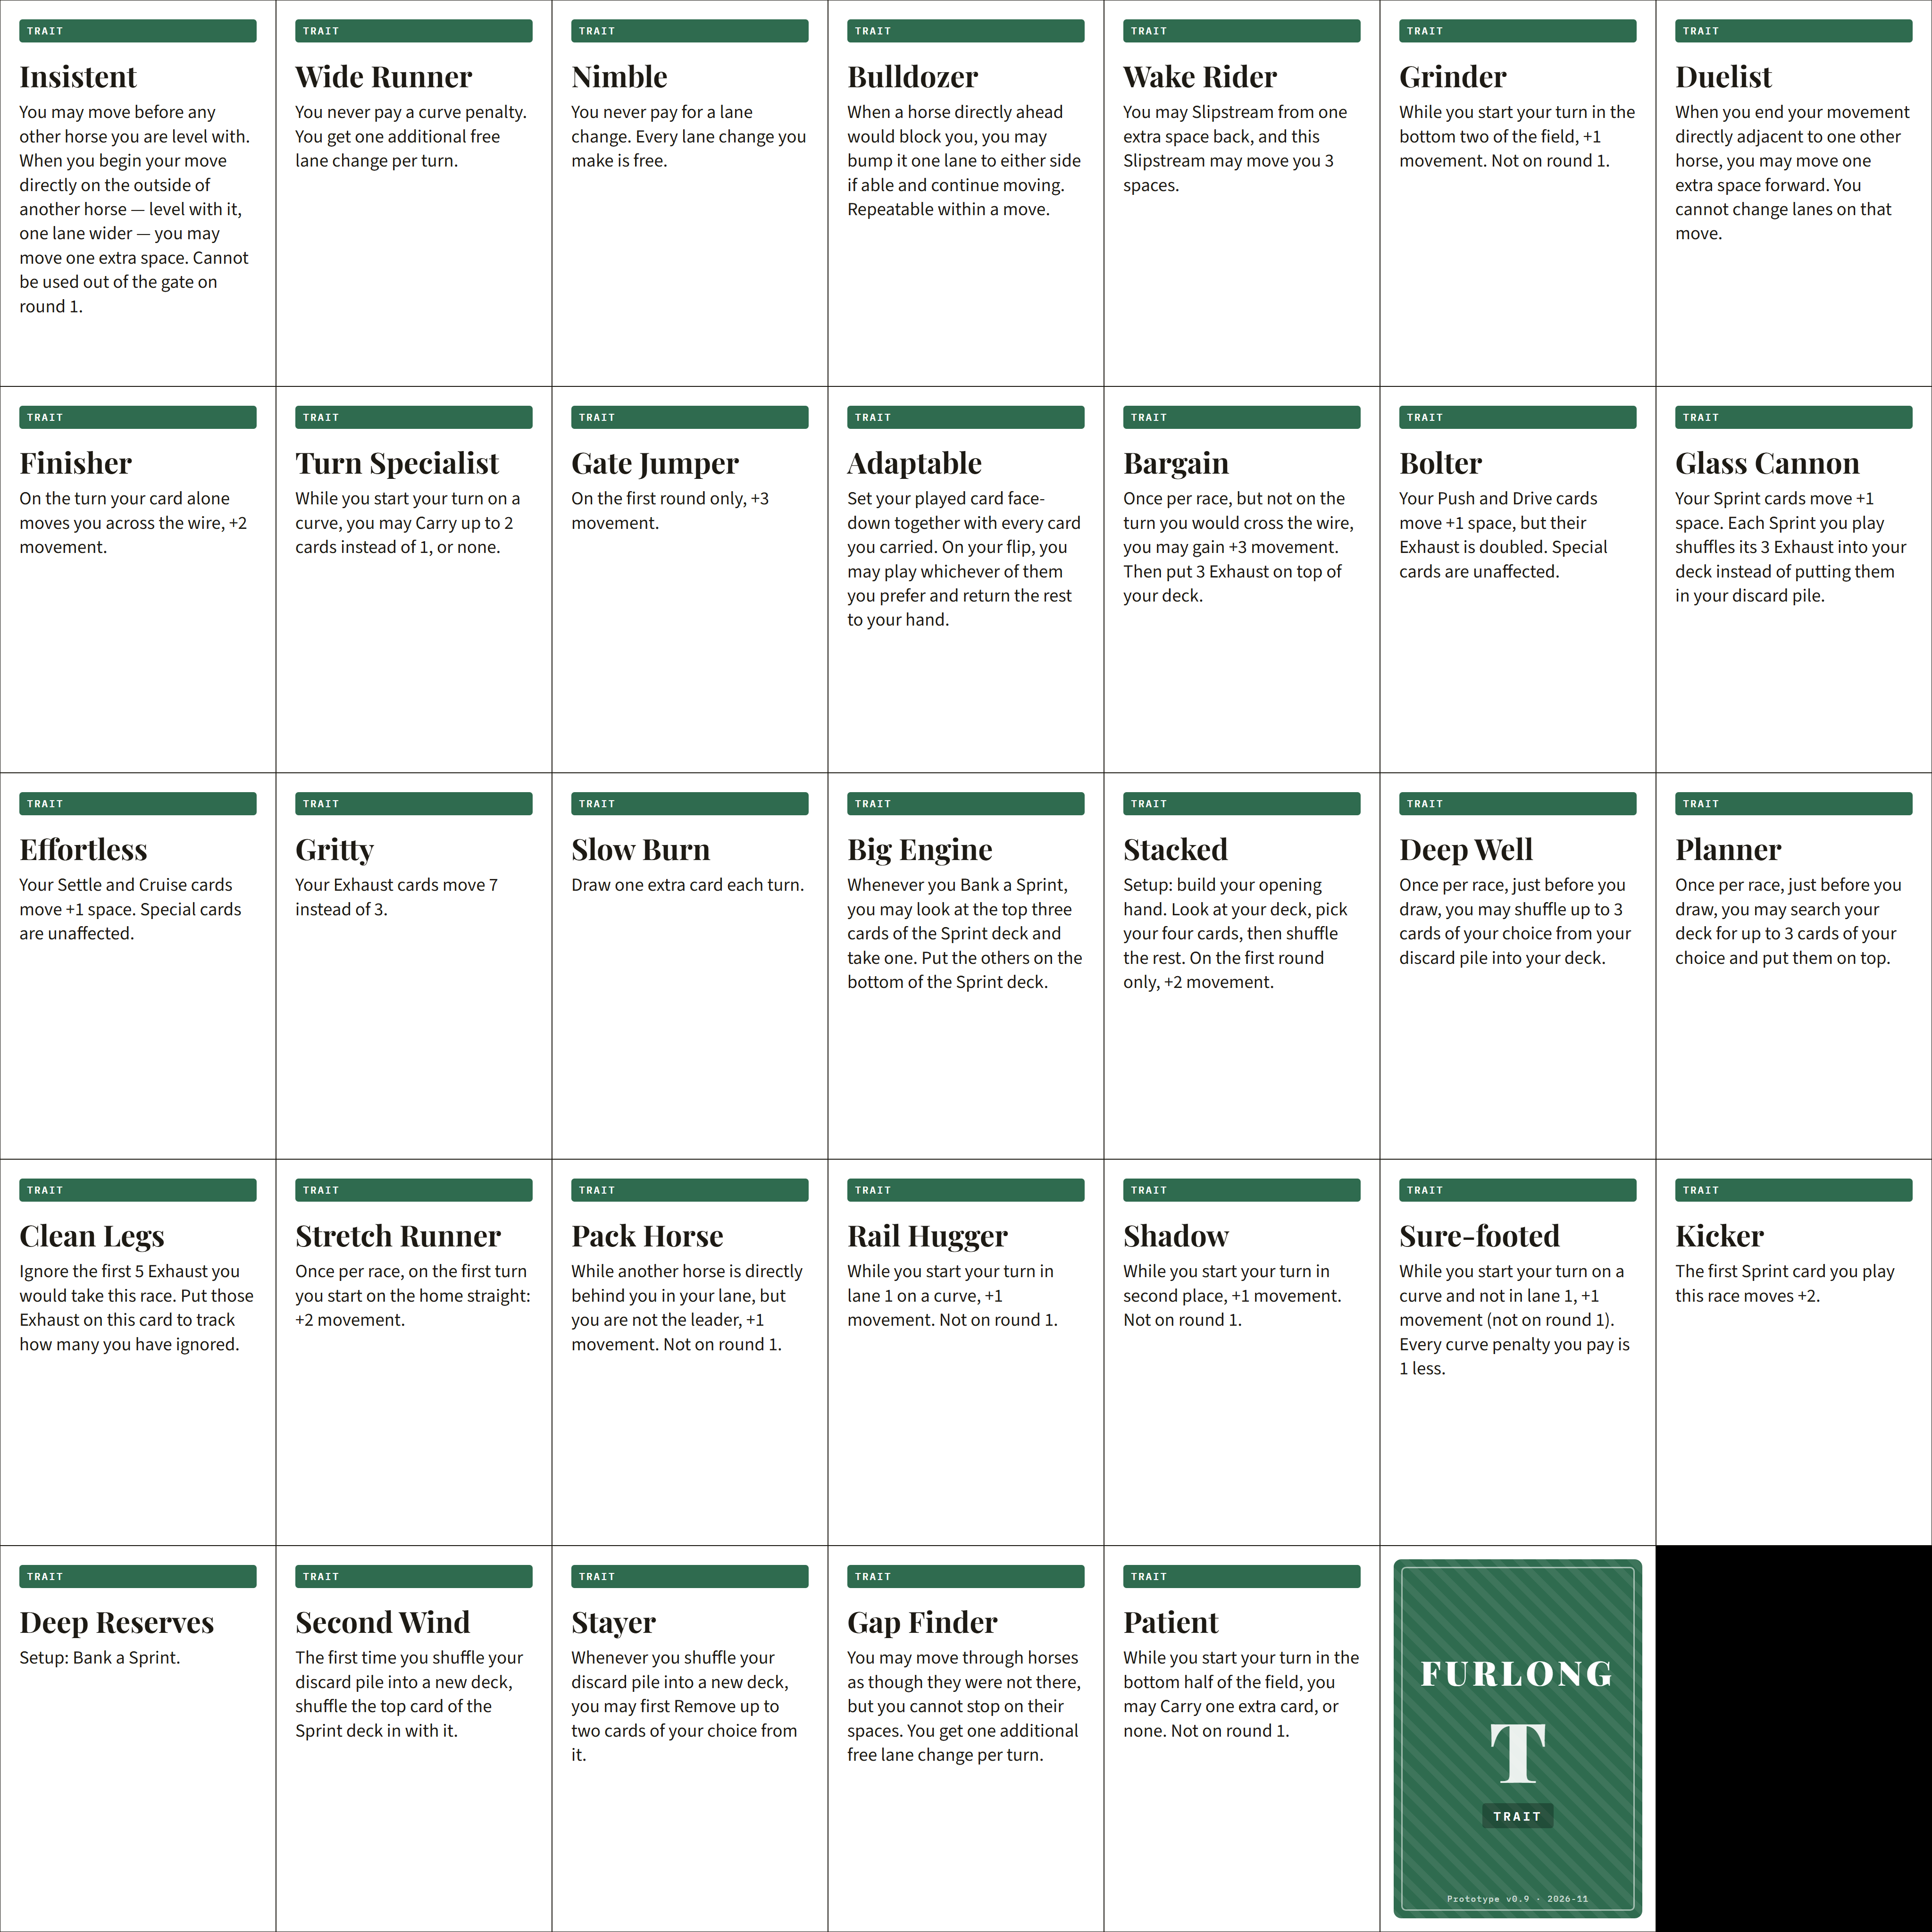 TRAIT
Insistent
You may move before any
other horse you are level with.
When you begin your move
directly on the outside of
another horse — level with it,
one lane wider — you may
move one extra space. Cannot
be used out of the gate on
round 1.
TRAIT
Wide Runner
You never pay a curve penalty.
You get one additional free
lane change per turn.
TRAIT
Nimble
You never pay for a lane
change. Every lane change you
make is free.
TRAIT
Bulldozer
When a horse directly ahead
would block you, you may
bump it one lane to either side
if able and continue moving.
Repeatable within a move.
TRAIT
Wake Rider
You may Slipstream from one
extra space back, and this
Slipstream may move you 3
spaces.
TRAIT
Grinder
While you start your turn in the
bottom two of the field, +1
movement. Not on round 1.
TRAIT
Duelist
When you end your movement
directly adjacent to one other
horse, you may move one
extra space forward. You
cannot change lanes on that
move.
TRAIT
Finisher
On the turn your card alone
moves you across the wire, +2
movement.
TRAIT
Turn Specialist
While you start your turn on a
curve, you may Carry up to 2
cards instead of 1, or none.
TRAIT
Gate Jumper
On the first round only, +3
movement.
TRAIT
Adaptable
Set your played card face-
down together with every card
you carried. On your flip, you
may play whichever of them
you prefer and return the rest
to your hand.
TRAIT
Bargain
Once per race, but not on the
turn you would cross the wire,
you may gain +3 movement.
Then put 3 Exhaust on top of
your deck.
TRAIT
Bolter
Your Push and Drive cards
move +1 space, but their
Exhaust is doubled. Special
cards are unaffected.
TRAIT
Glass Cannon
Your Sprint cards move +1
space. Each Sprint you play
shuffles its 3 Exhaust into your
deck instead of putting them
in your discard pile.
TRAIT
Effortless
Your Settle and Cruise cards
move +1 space. Special cards
are unaffected.
TRAIT
Gritty
Your Exhaust cards move 7
instead of 3.
TRAIT
Slow Burn
Draw one extra card each turn.
TRAIT
Big Engine
Whenever you Bank a Sprint,
you may look at the top three
cards of the Sprint deck and
take one. Put the others on the
bottom of the Sprint deck.
TRAIT
Stacked
Setup: build your opening
hand. Look at your deck, pick
your four cards, then shuffle
the rest. On the first round
only, +2 movement.
TRAIT
Deep Well
Once per race, just before you
draw, you may shuffle up to 3
cards of your choice from your
discard pile into your deck.
TRAIT
Planner
Once per race, just before you
draw, you may search your
deck for up to 3 cards of your
choice and put them on top.
TRAIT
Clean Legs
Ignore the first 5 Exhaust you
would take this race. Put those
Exhaust on this card to track
how many you have ignored.
TRAIT
Stretch Runner
Once per race, on the first turn
you start on the home straight:
+2 movement.
TRAIT
Pack Horse
While another horse is directly
behind you in your lane, but
you are not the leader, +1
movement. Not on round 1.
TRAIT
Rail Hugger
While you start your turn in
lane 1 on a curve, +1
movement. Not on round 1.
TRAIT
Shadow
While you start your turn in
second place, +1 movement.
Not on round 1.
TRAIT
Sure-footed
While you start your turn on a
curve and not in lane 1, +1
movement (not on round 1).
Every curve penalty you pay is
1 less.
TRAIT
Kicker
The first Sprint card you play
this race moves +2.
TRAIT
Deep Reserves
Setup: Bank a Sprint.
TRAIT
Second Wind
The first time you shuffle your
discard pile into a new deck,
shuffle the top card of the
Sprint deck in with it.
TRAIT
Stayer
Whenever you shuffle your
discard pile into a new deck,
you may first Remove up to
two cards of your choice from
it.
TRAIT
Gap Finder
You may move through horses
as though they were not there,
but you cannot stop on their
spaces. You get one additional
free lane change per turn.
TRAIT
Patient
While you start your turn in the
bottom half of the field, you
may Carry one extra card, or
none. Not on round 1.
FURLONG
T
TRAIT
Prototype v0.9 · 2026-11